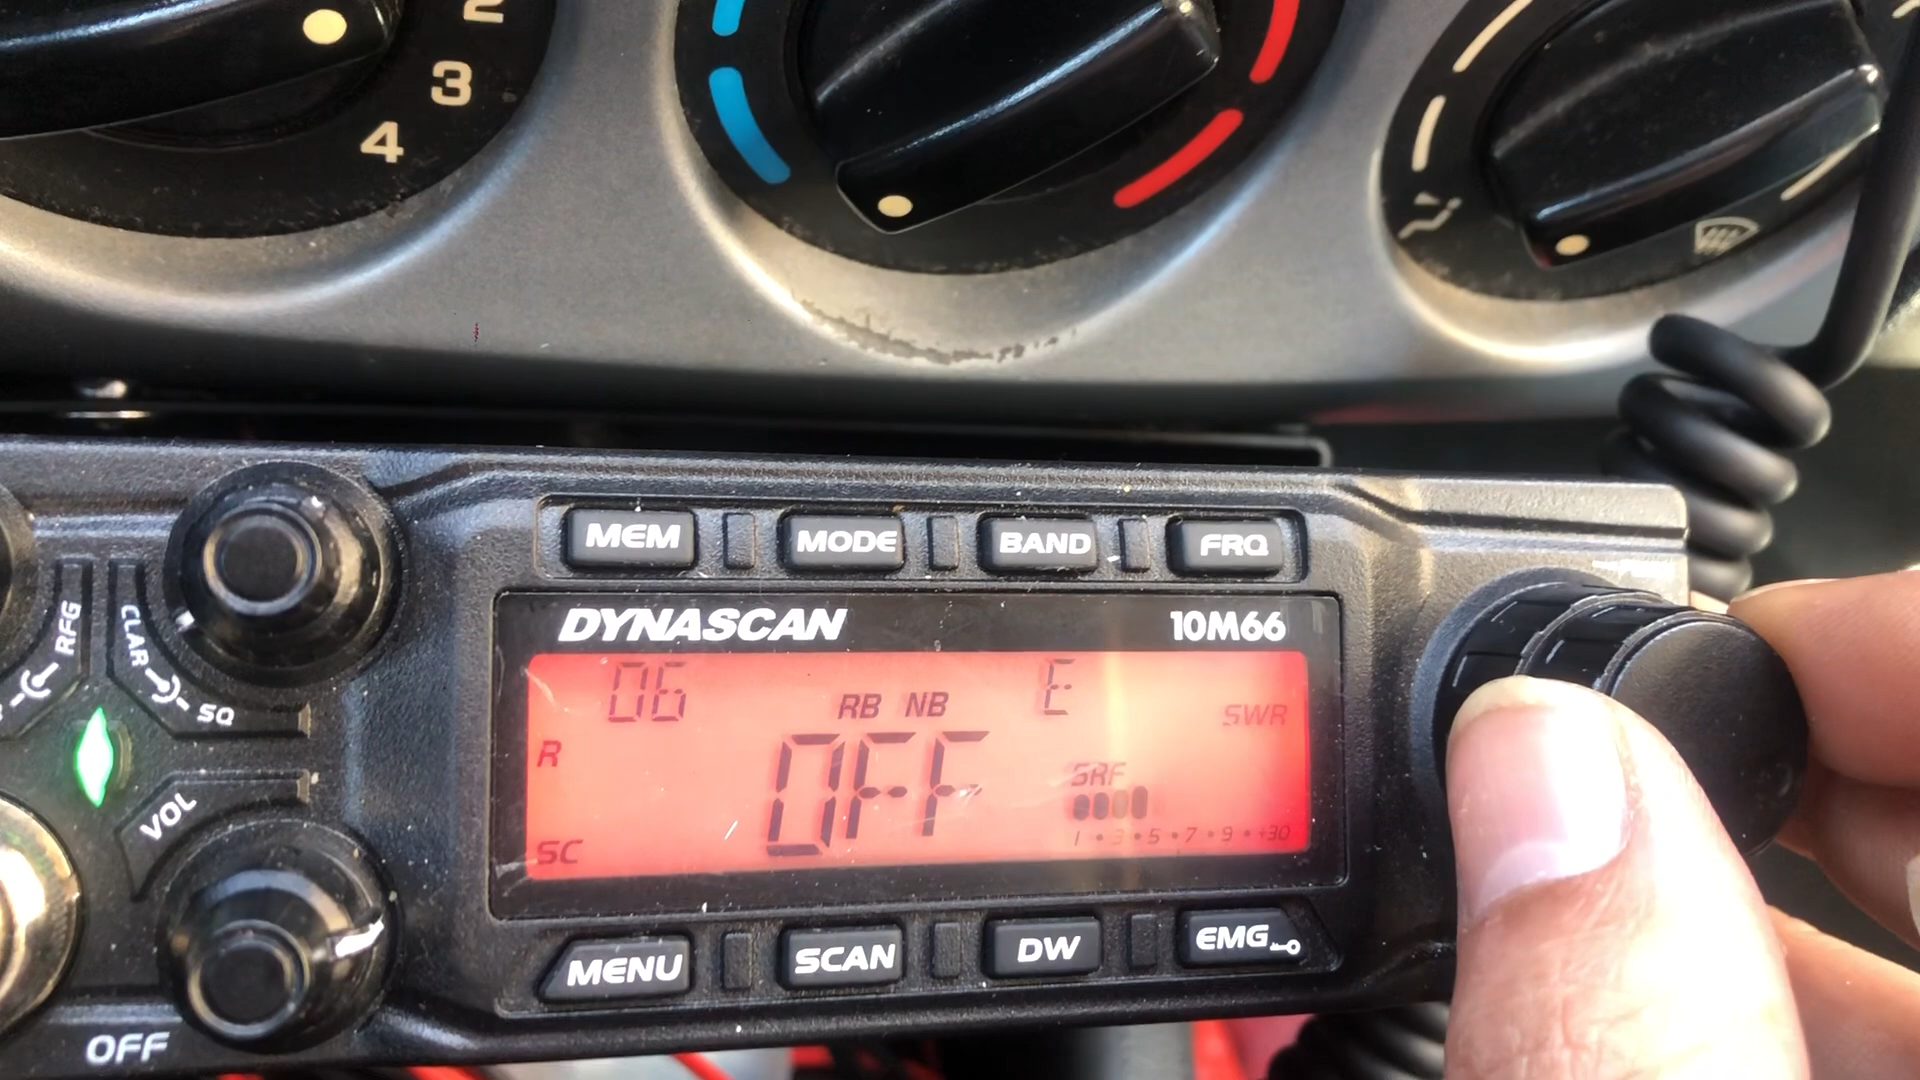 2
3
4
MEM MODE BAND FRQ
DYNASCAN 10M66
06 RB NB E SWR
R OFF SRF
1 • 3 • 5 • 7 • 9 • +30
SC
RFG
CLAR SQ
VOL
MENU SCAN DW EMG
OFF